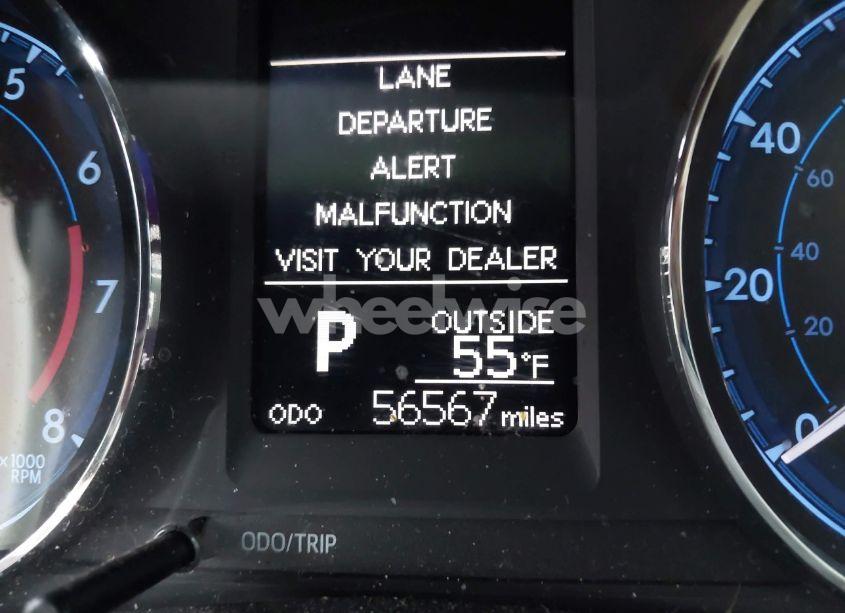 LANE
DEPARTURE
ALERT
MALFUNCTION
VISIT YOUR DEALER
wheelwise
P
OUTSIDE
55°F
ODO 56567 miles
5
6
7
8
×1000
RPM
40
20
0
60
40
20
ODO/TRIP